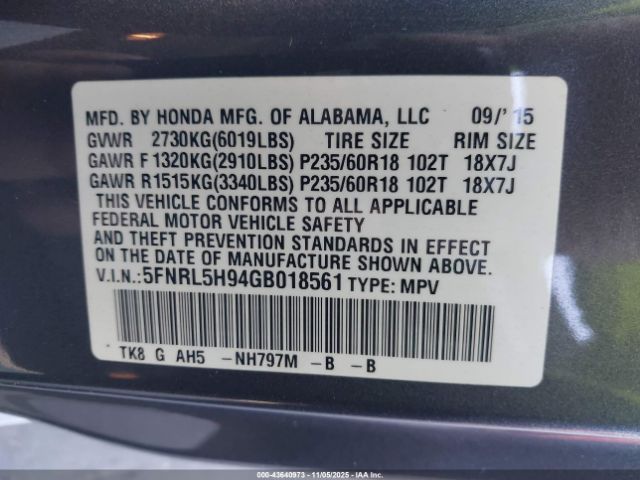 MFD. BY HONDA MFG. OF ALABAMA, LLC 09/'15
GVWR 2730KG(6019LBS) TIRE SIZE RIM SIZE
GAWR F 1320KG(2910LBS) P235/60R18 102T 18X7J
GAWR R1515KG(3340LBS) P235/60R18 102T 18X7J
THIS VEHICLE CONFORMS TO ALL APPLICABLE
FEDERAL MOTOR VEHICLE SAFETY
AND THEFT PREVENTION STANDARDS IN EFFECT
ON THE DATE OF MANUFACTURE SHOWN ABOVE.
V.I.N.:5FNRL5H94GB018561 TYPE: MPV
TK8 G AH5 -NH797M -B -B
000-43640973 - 11/05/2025 - IAA, Inc.